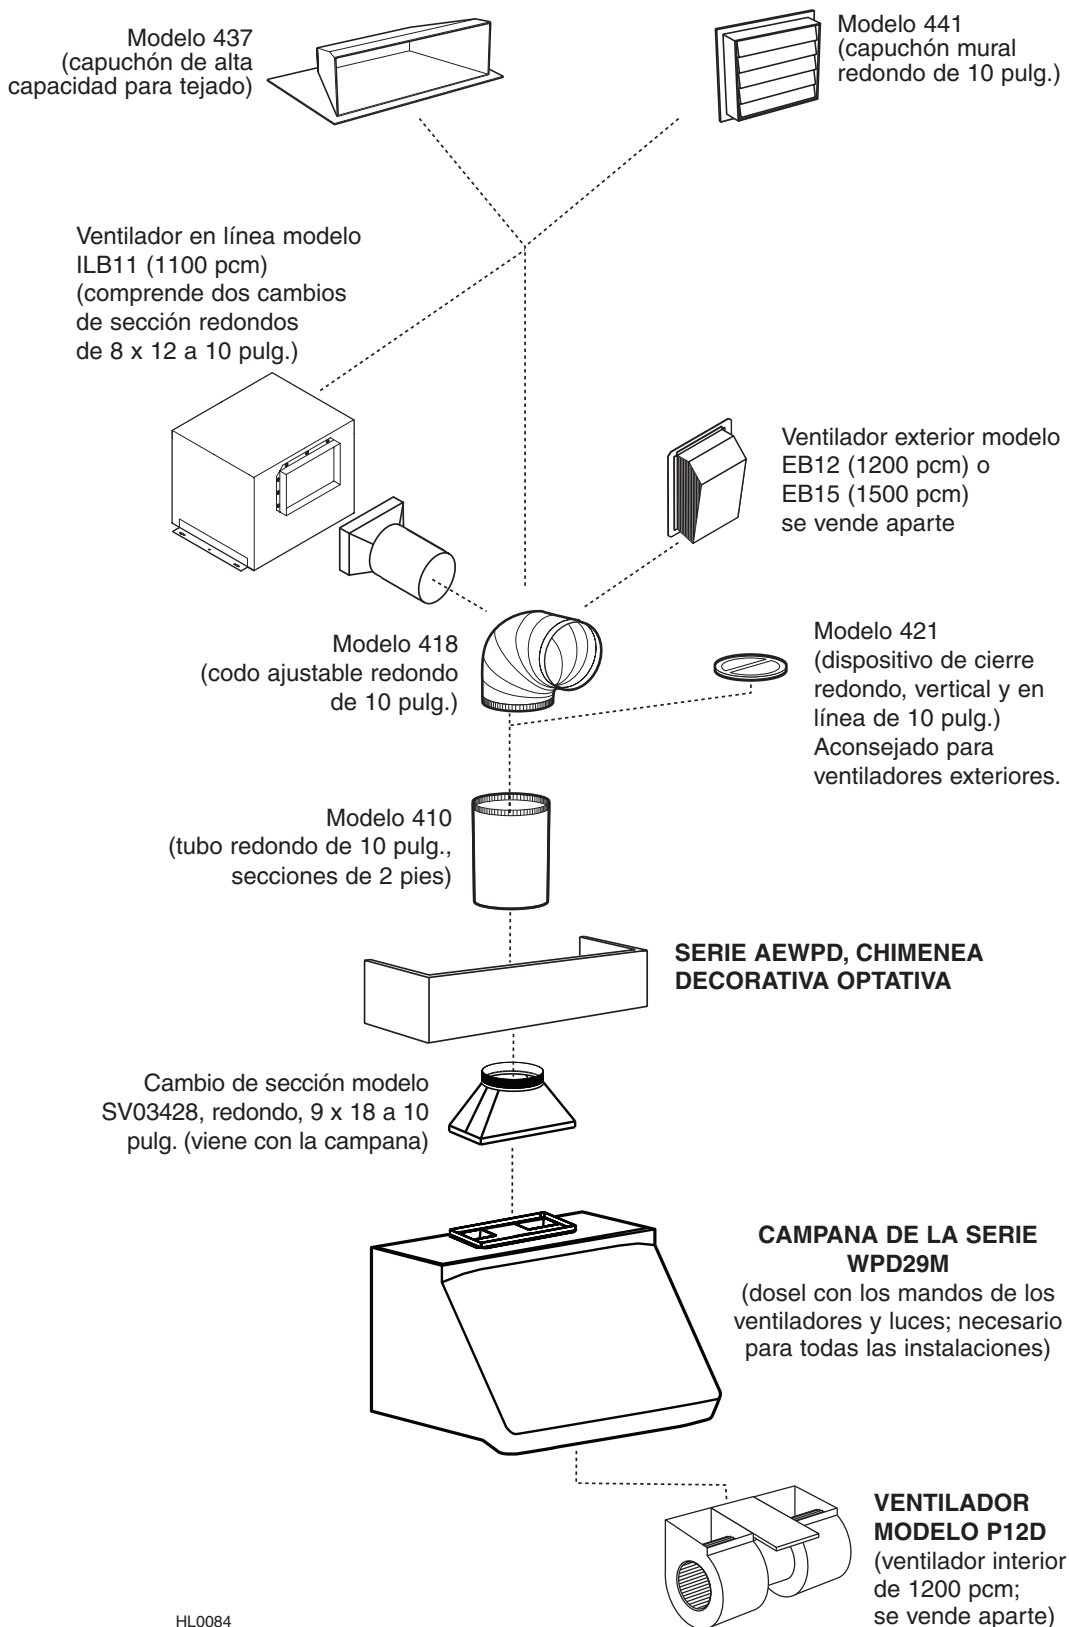 Modelo 437
(capuchón de alta
capacidad para tejado)
Modelo 441
(capuchón mural
redondo de 10 pulg.)
Ventilador en línea modelo
ILB11 (1100 pcm)
(comprende dos cambios
de sección redondos
de 8 x 12 a 10 pulg.)
Ventilador exterior modelo
EB12 (1200 pcm) o
EB15 (1500 pcm)
se vende aparte
Modelo 418
(codo ajustable redondo
de 10 pulg.)
Modelo 421
(dispositivo de cierre
redondo, vertical y en
línea de 10 pulg.)
Aconsejado para
ventiladores exteriores.
Modelo 410
(tubo redondo de 10 pulg.,
secciones de 2 pies)
SERIE AEWPD, CHIMENEA
DECORATIVA OPTATIVA
Cambio de sección modelo
SV03428, redondo, 9 x 18 a 10
pulg. (viene con la campana)
CAMPANA DE LA SERIE
WPD29M
(dosel con los mandos de los
ventiladores y luces; necesario
para todas las instalaciones)
VENTILADOR
MODELO P12D
(ventilador interior
de 1200 pcm;
se vende aparte)
HL0084